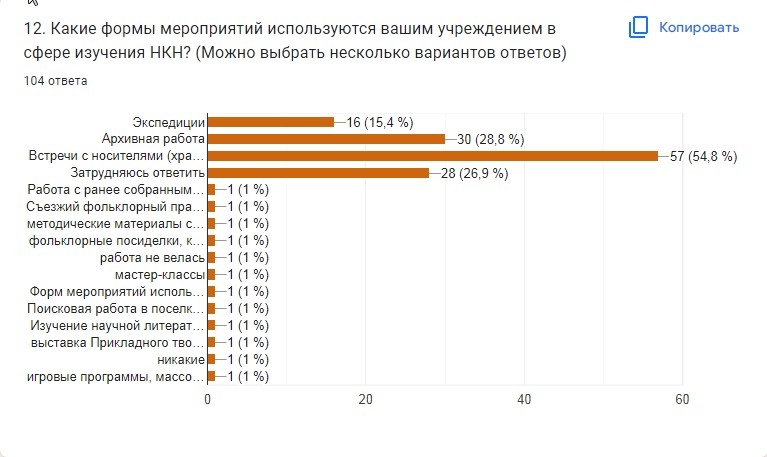 12. Какие формы мероприятий используются вашим учреждением в
сфере изучения НКН? (Можно выбрать несколько вариантов ответов)
Копировать
104 ответа
Экспедиции 16 (15,4 %)
Архивная работа 30 (28,8 %)
Встречи с носителями (хра... 57 (54,8 %)
Затрудняюсь ответить 28 (26,9 %)
Работа с ранее собранным... 1 (1 %)
Съезжий фольклорный пра... 1 (1 %)
методические материалы с... 1 (1 %)
фольклорные посиделки, к... 1 (1 %)
работа не велась 1 (1 %)
мастер-классы 1 (1 %)
Форм мероприятий исполь... 1 (1 %)
Поисковая работа в поселк... 1 (1 %)
Изучение научной литерат... 1 (1 %)
выставка Прикладного тво... 1 (1 %)
никакие 1 (1 %)
игровые программы, массо... 1 (1 %)
0 20 40 60